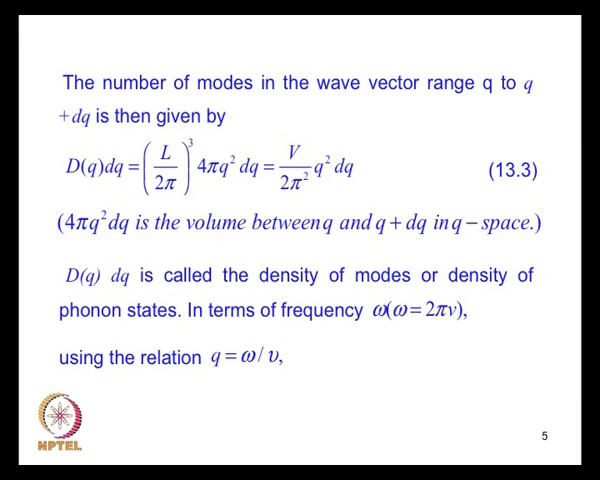 The number of modes in the wave vector range q to q
+dq is then given by
D(q)dq = (L/2π)³ 4πq² dq = V/2π² q² dq (13.3)
(4πq²dq is the volume between q and q + dq in q − space.)
D(q) dq is called the density of modes or density of
phonon states. In terms of frequency ω(ω = 2πν),
using the relation q = ω / υ,
NPTEL
5